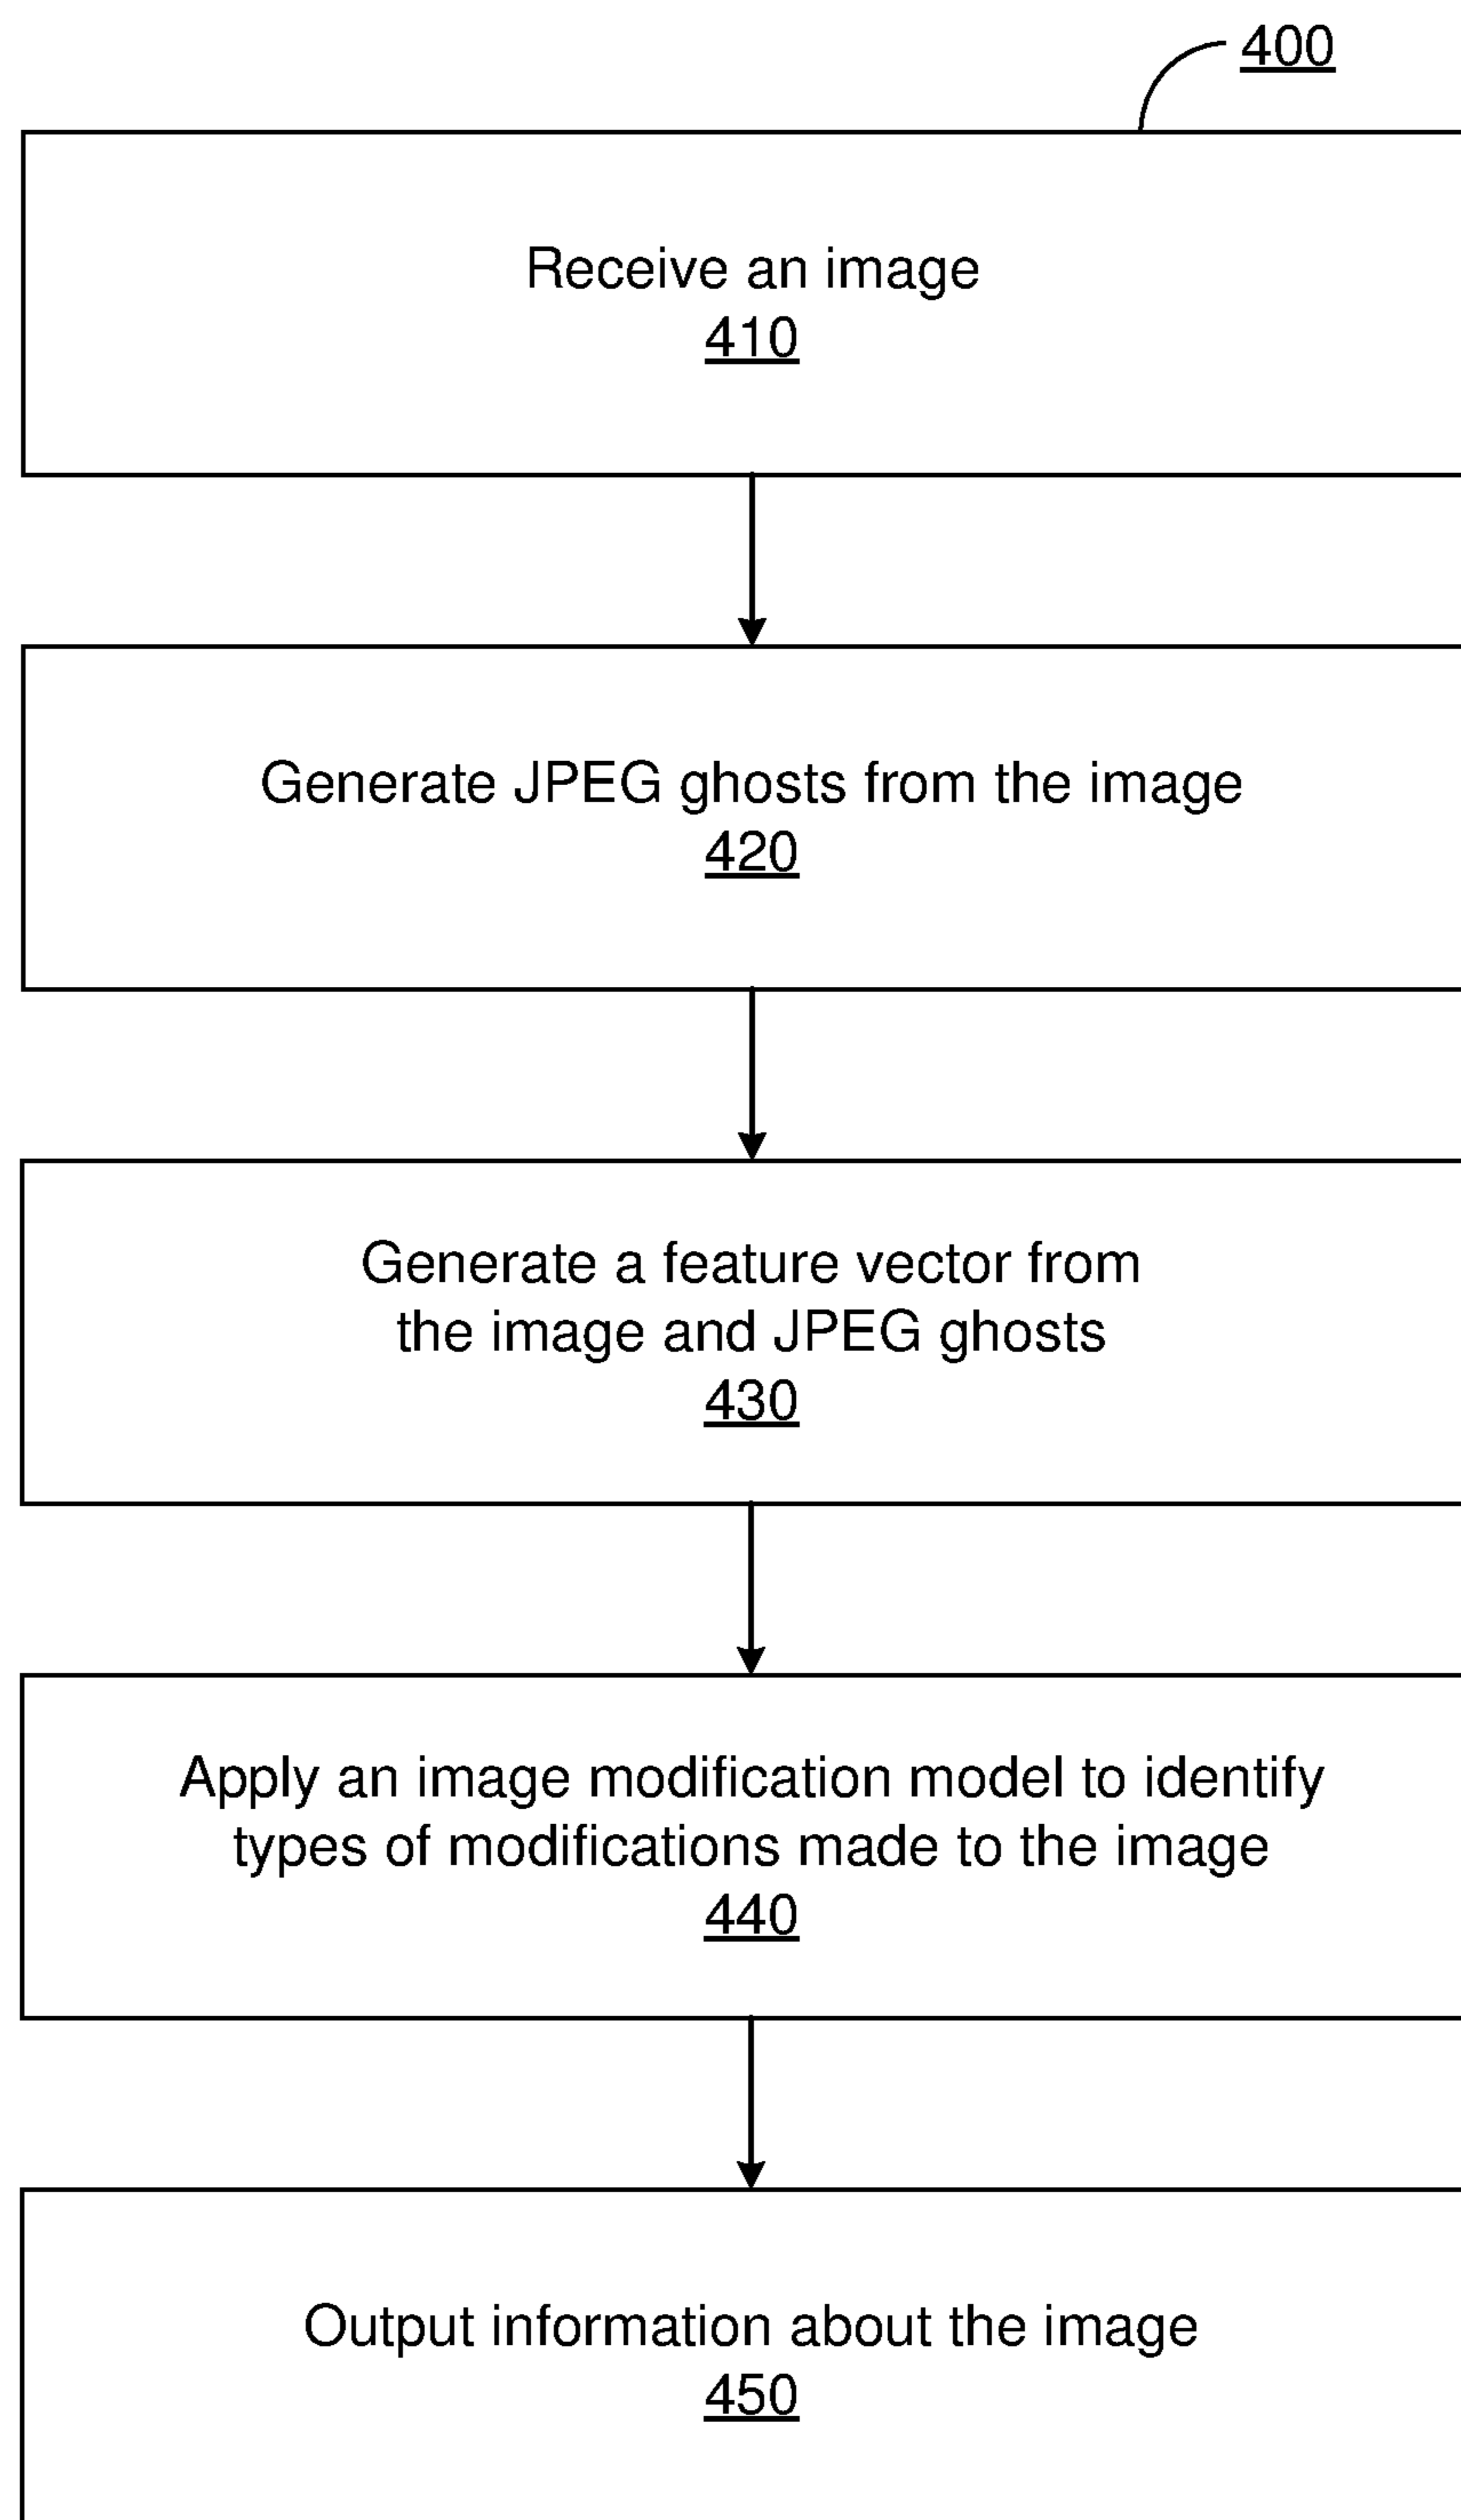 400
Receive an image
410
Generate JPEG ghosts from the image
420
Generate a feature vector from
the image and JPEG ghosts
430
Apply an image modification model to identify
types of modifications made to the image
440
Output information about the image
450